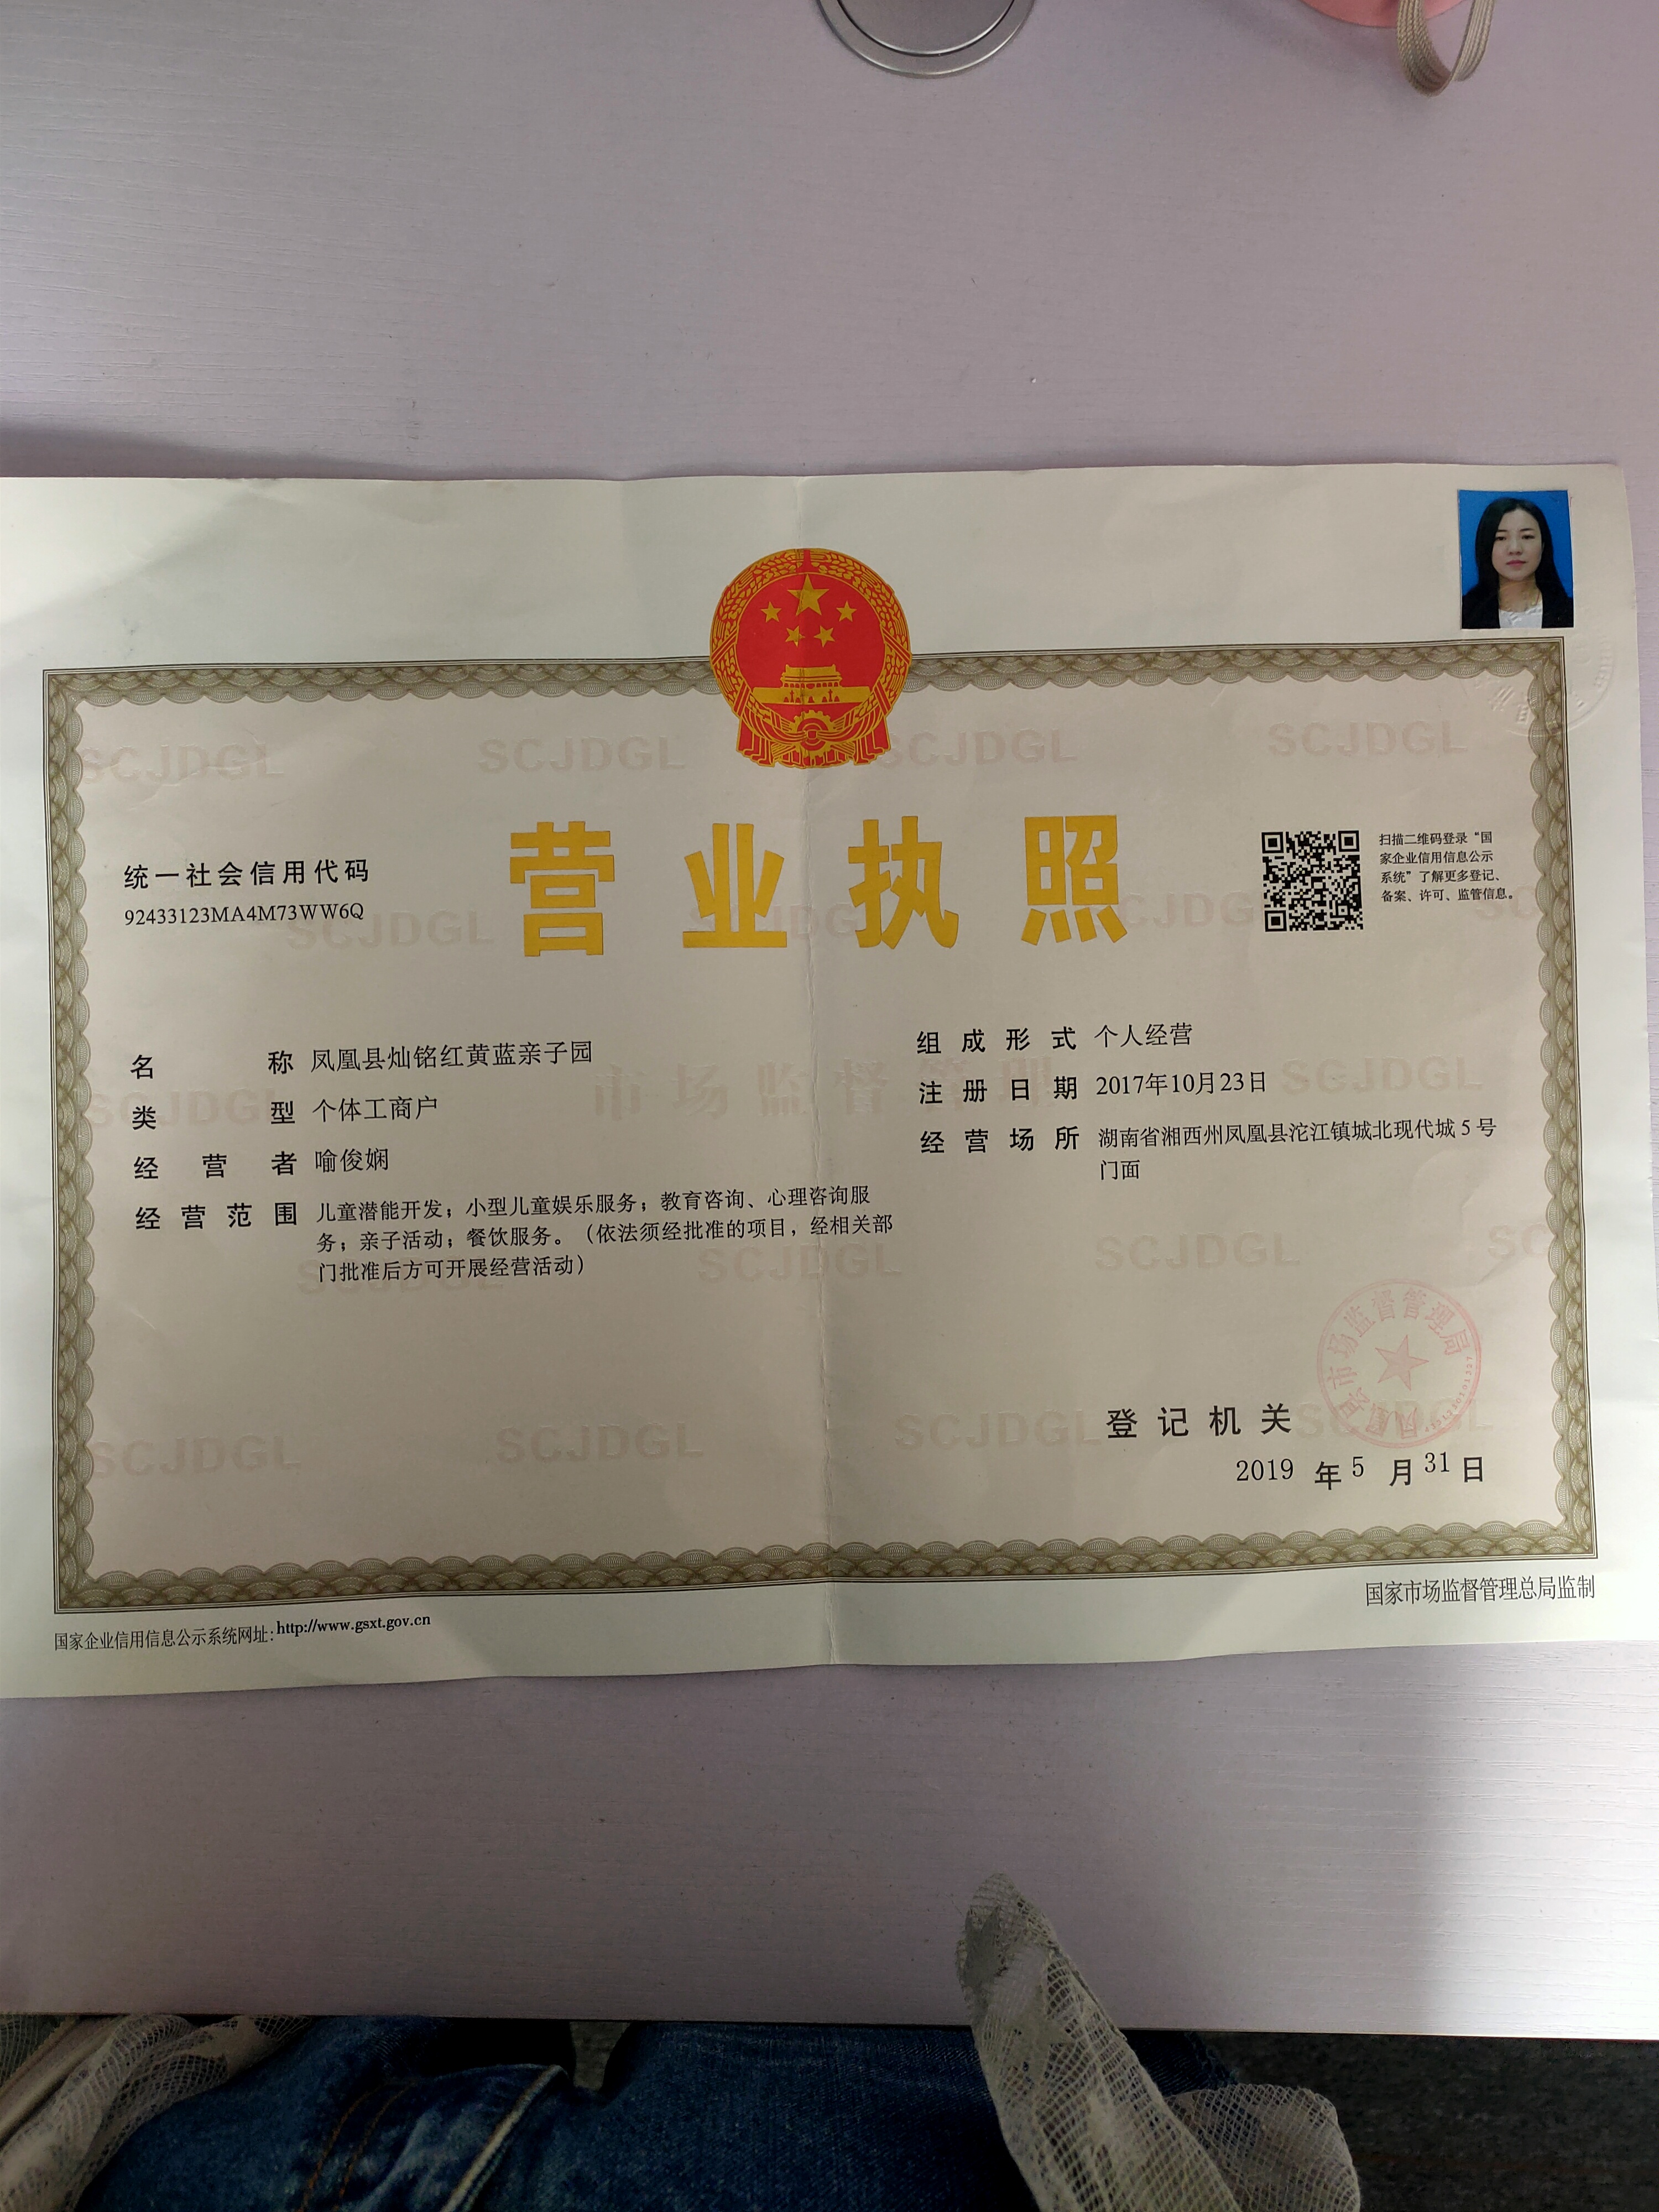 营业执照
统一社会信用代码
92433123MA4M73WW6Q
扫描二维码登录“国
家企业信用信息公示
系统”了解更多登记、
备案、许可、监管信息。
名称 凤凰县灿铭红黄蓝亲子园
类型 个体工商户
经营者 喻俊娴
经营范围 儿童潜能开发；小型儿童娱乐服务；教育咨询、心理咨询服
务；亲子活动；餐饮服务。（依法须经批准的项目，经相关部
门批准后方可开展经营活动）
组成形式 个人经营
注册日期 2017年10月23日
经营场所 湖南省湘西州凤凰县沱江镇城北现代城5号
门面
市场监督管理
SCJDGL
凤凰县市场监督管理局
登记机关
2019 年 5 月 31 日
国家企业信用信息公示系统网址：http://www.gsxt.gov.cn
国家市场监督管理总局监制